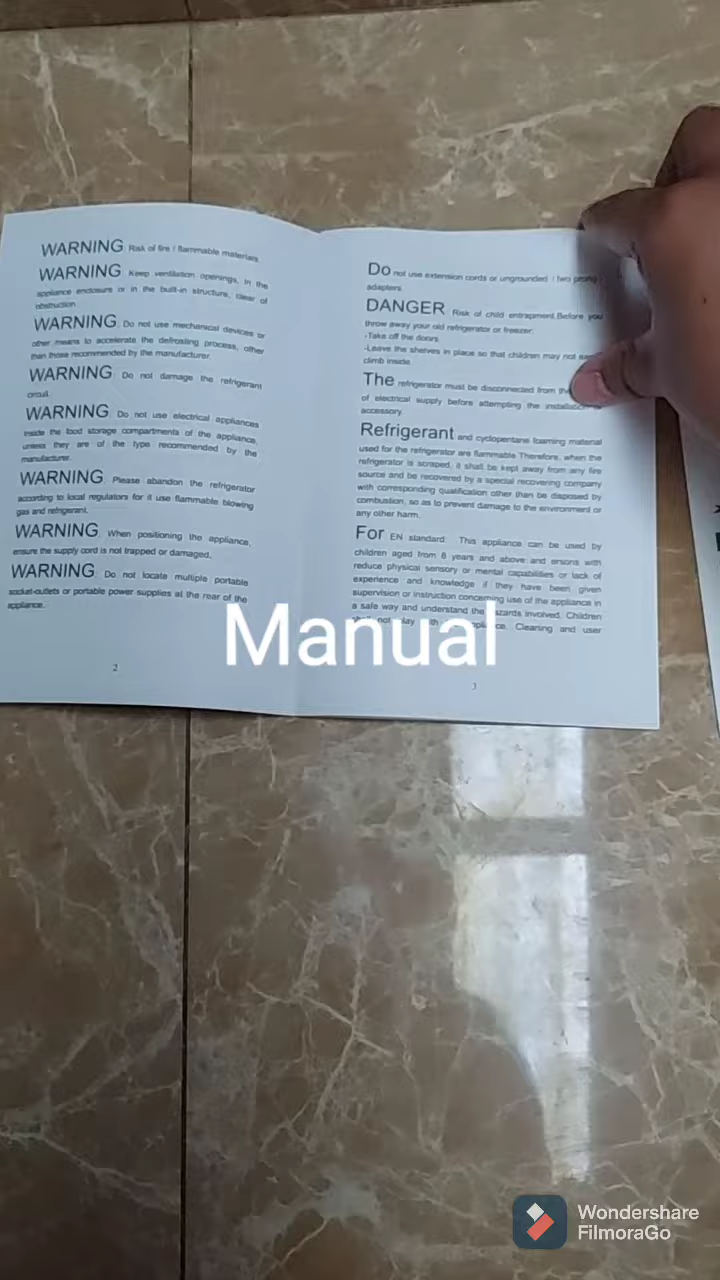 WARNING Risk of fire / flammable materials
WARNING Keep ventilation openings, in the
appliance enclosure or in the built-in structure, clear of
obstruction
WARNING Do not use mechanical devices or
other means to accelerate the defrosting process, other
than those recommended by the manufacturer.
WARNING Do not damage the refrigerant
circuit.
WARNING Do not use electrical appliances
inside the food storage compartments of the appliance,
unless they are of the type recommended by the
manufacturer.
WARNING Please abandon the refrigerator
according to local regulators for it use flammable blowing
gas and refrigerant.
WARNING When positioning the appliance,
ensure the supply cord is not trapped or damaged,
WARNING Do not locate multiple portable
socket-outlets or portable power supplies at the rear of the
appliance.
2
Do not use extension cords or ungrounded / two prong
adapters.
DANGER Risk of child entrapment.Before you
throw away your old refrigerator or freezer:
-Take off the doors
-Leave the shelves in place so that children may not
climb inside.
The refrigerator must be disconnected from
of electrical supply before attempting the
accessory.
Refrigerant and cyclopentane foaming material
used for the refrigerator are flammable Therefore, when the
refrigerator is scraped, it shall be kept away from any fire
source and be recovered by a special recovering company
with corresponding qualification other than be disposed by
combustion, so as to prevent damage to the environment or
any other harm.
For EN standard: This appliance can be used by
children aged from 8 years and above and ersons with
reduce physical sensory or mental capabilities or lack of
experience and knowledge if they have been given
supervision or instruction concerning use of the appliance in
a safe way and understand the hazards involved. Children
not Cleaning and user
3
Manual
Wondershare
FilmoraGo